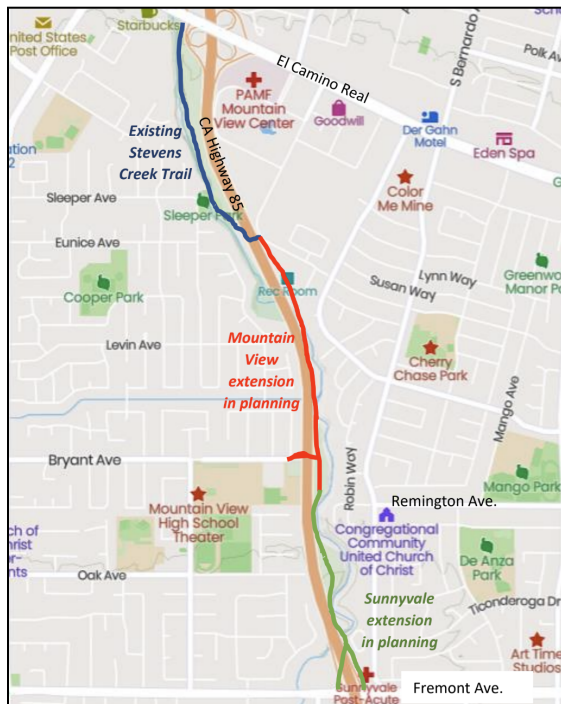 Starbucks
United States
Post Office
El Camino Real
S Bernardo A
Polk Av
PAMF
Mountain
View Center
Goodwill
Der Gahn
Motel
Eden Spa
Existing
Stevens
Creek Trail
CA Highway 85
Color
Me Mine
Sleeper Ave
Sleeper Park
Eunice Ave
Cooper Park
Rec Room
Susan Way
Lynn Way
Greenwo
Manor P
Levin Ave
Mountain
View
extension
in planning
Cherry
Chase Park
Mango Ave
Bryant Ave
Robin Way
Mango Park
Remington Ave.
Mountain View
High School
Theater
Congregational
Community
United Church
of Christ
De Anza
Park
ch of
hrist
or-
nts
Oak Ave
Sunnyvale
extension
in planning
Ticonderoga Dr
Art Time
Studios
Sunnyvale
Post-Acute
Fremont Ave.